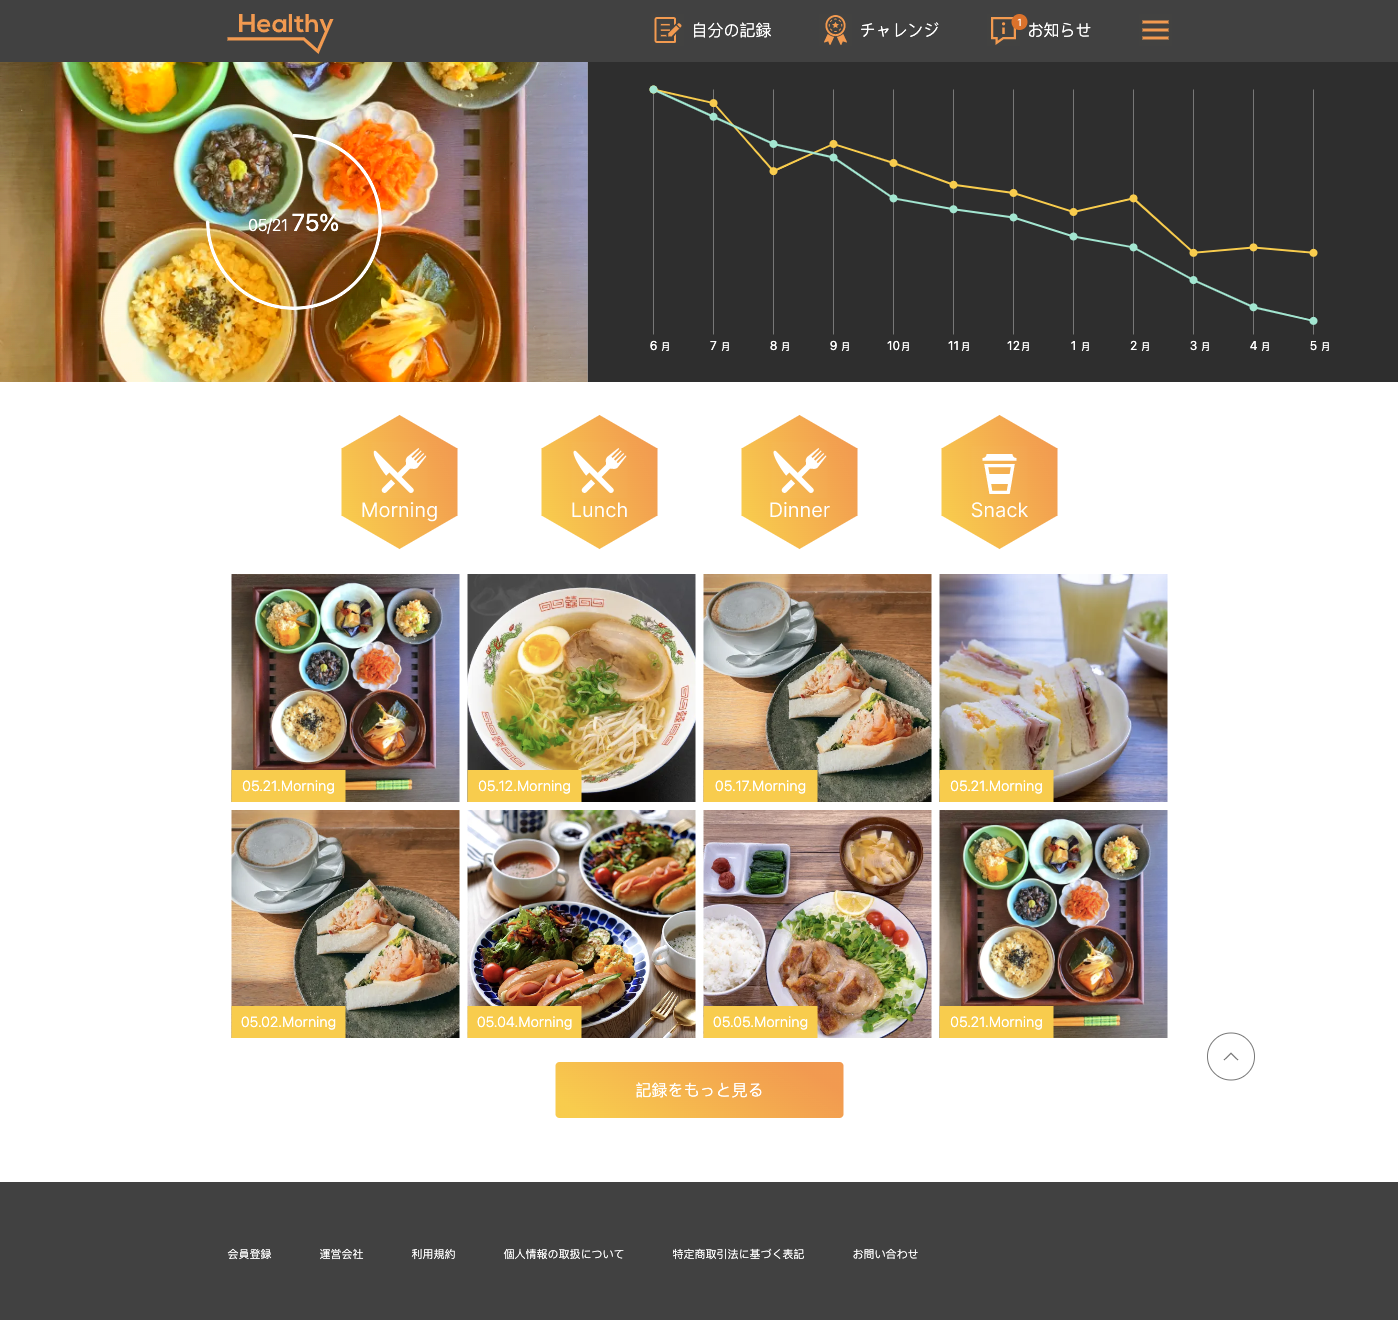 Healthy
自分の記録
チャレンジ
1
お知らせ
05/21 75%
6 月 7 月 8 月 9 月 10月 11月 12月 1 月 2 月 3 月 4 月 5 月
Morning
Lunch
Dinner
Snack
05.21.Morning
05.12.Morning
05.17.Morning
05.21.Morning
05.02.Morning
05.04.Morning
05.05.Morning
05.21.Morning
記録をもっと見る
会員登録 運営会社 利用規約 個人情報の取扱について 特定商取引法に基づく表記 お問い合わせ